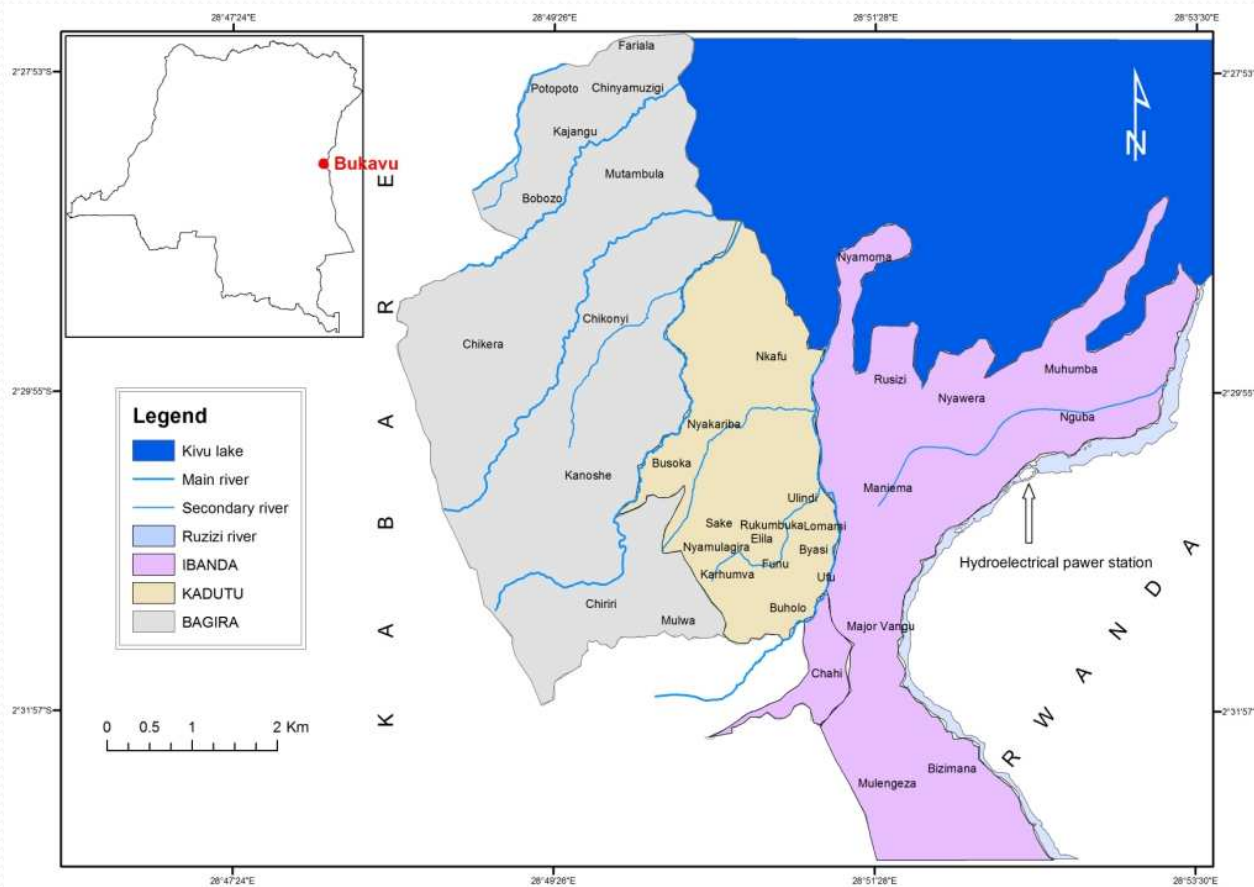 28°47'24"E 28°49'26"E 28°51'28"E 28°53'30"E
2°27'53"S
2°27'53"
Bukavu
N
Fariala
Potopoto Chinyamuzigi
Kajangu
Mutambula
Bobozo
Nyamoma
Chikonyi
Chikera
Nkafu
Rusizi
Muhumba
Nyawera
2°29'55"S
2°29'55"
Nguba
Nyakariba
Busoka
Kanoshe
Maniema
Ulindi
Sake Rukumbuka Lomami
Elila
Nyamulagira Byasi
Funu
Karhumva Utu
Chiriri
Buholo
Mulwa
Major Vangu
Chahi
Mulengeza
Bizimana
Hydroelectrical pawer station
K A B A R E
R W A N D A
Legend
Kivu lake
Main river
Secondary river
Ruzizi river
IBANDA
KADUTU
BAGIRA
2°31'57"S
2°31'57"
0 0.5 1 2 Km
28°47'24"E 28°49'26"E 28°51'28"E 28°53'30"E